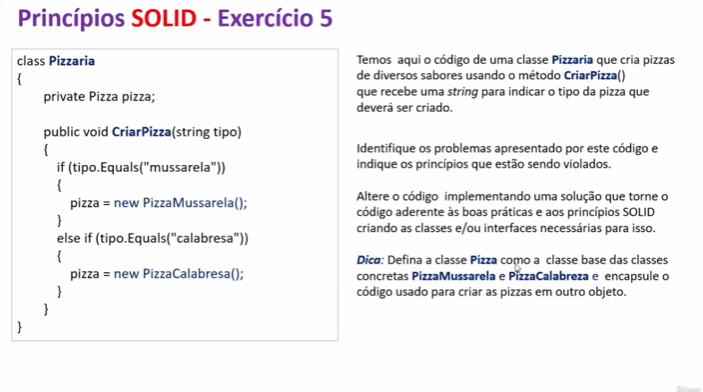 Princípios SOLID - Exercício 5
class Pizzaria
{
private Pizza pizza;
public void CriarPizza(string tipo)
{
if (tipo.Equals("mussarela"))
{
pizza = new PizzaMussarela();
}
else if (tipo.Equals("calabresa"))
{
pizza = new PizzaCalabresa();
}
}
}
Temos aqui o código de uma classe Pizzaria que cria pizzas
de diversos sabores usando o método CriarPizza()
que recebe uma string para indicar o tipo da pizza que
deverá ser criado.
Identifique os problemas apresentado por este código e
indique os princípios que estão sendo violados.
Altere o código implementando uma solução que torne o
código aderente às boas práticas e aos princípios SOLID
criando as classes e/ou interfaces necessárias para isso.
Dica: Defina a classe Pizza como a classe base das classes
concretas PizzaMussarela e PizzaCalabreza e encapsule o
código usado para criar as pizzas em outro objeto.